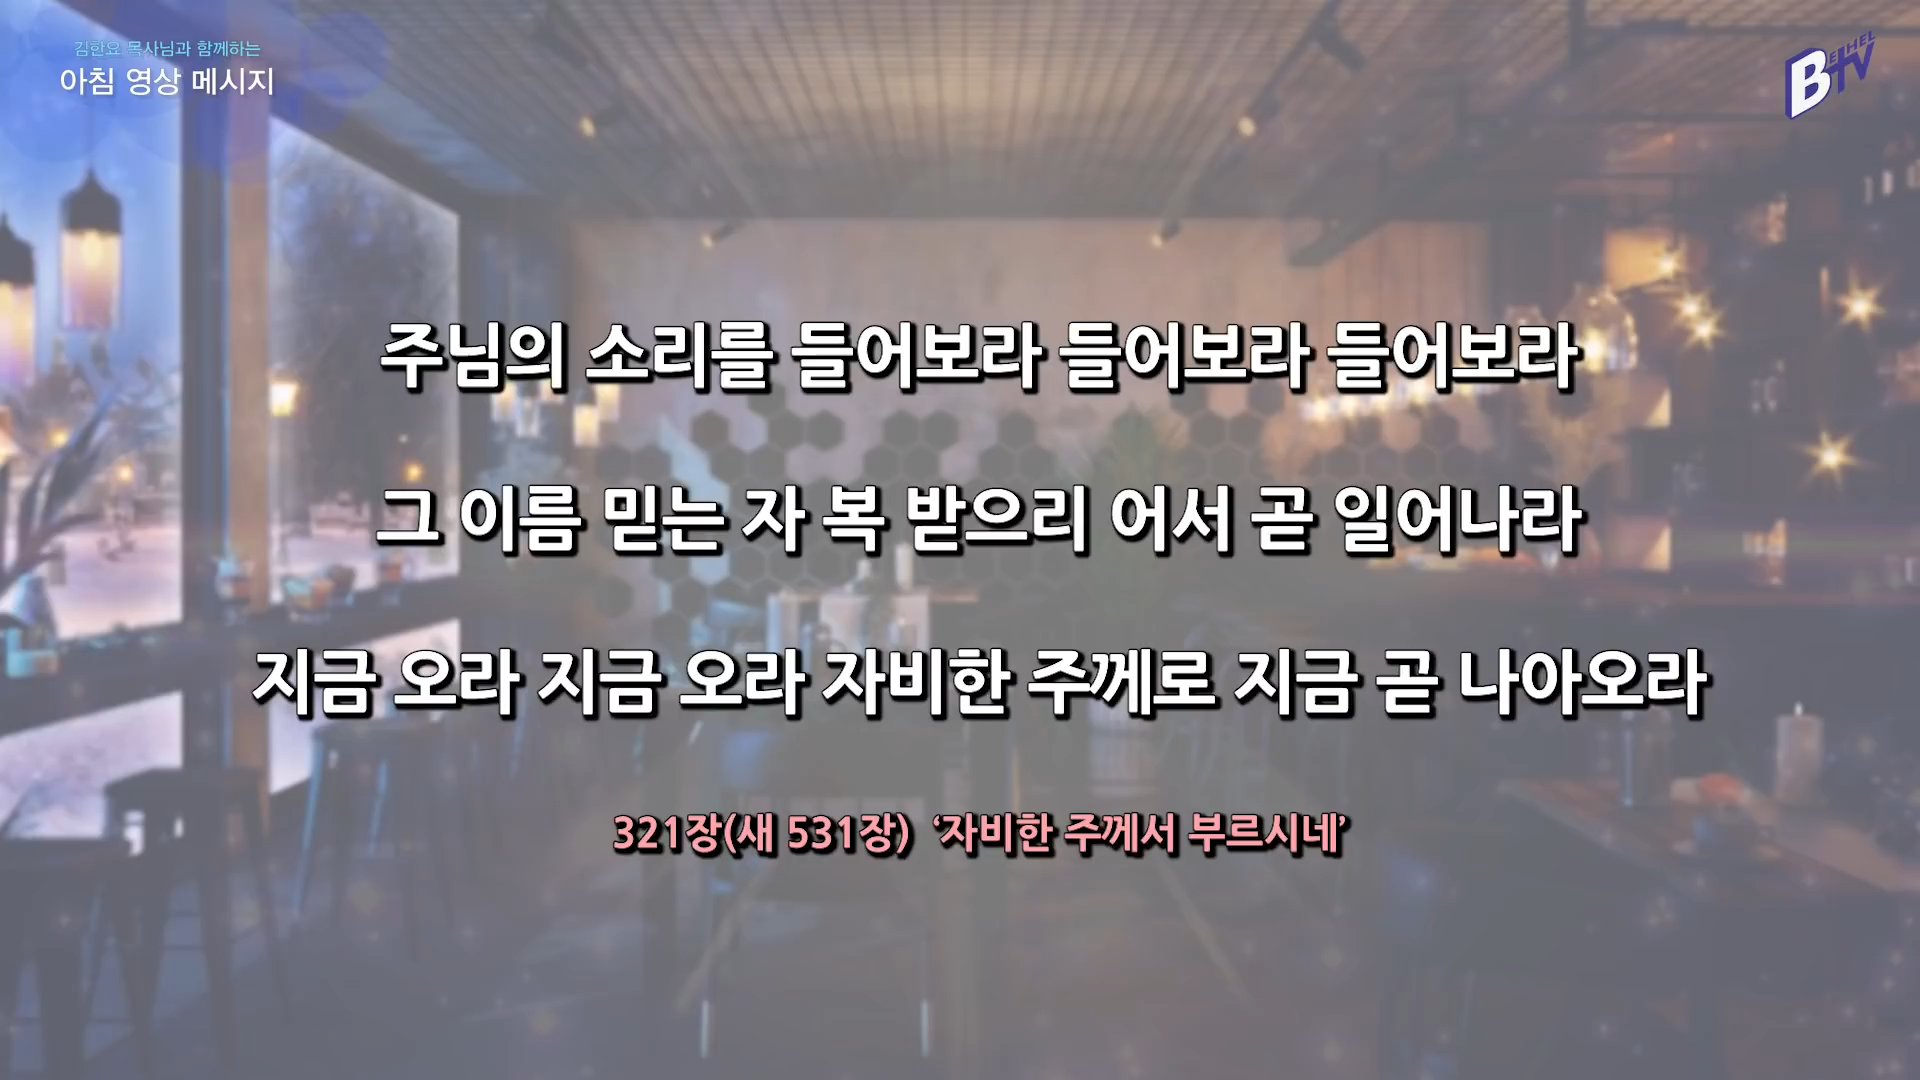 김한요 목사님과 함께하는
아침 영상 메시지
BETHEL TV
주님의 소리를 들어보라 들어보라 들어보라
그 이름 믿는 자 복 받으리 어서 곧 일어나라
지금 오라 지금 오라 자비한 주께로 지금 곧 나아오라
321장(새 531장) ‘자비한 주께서 부르시네’